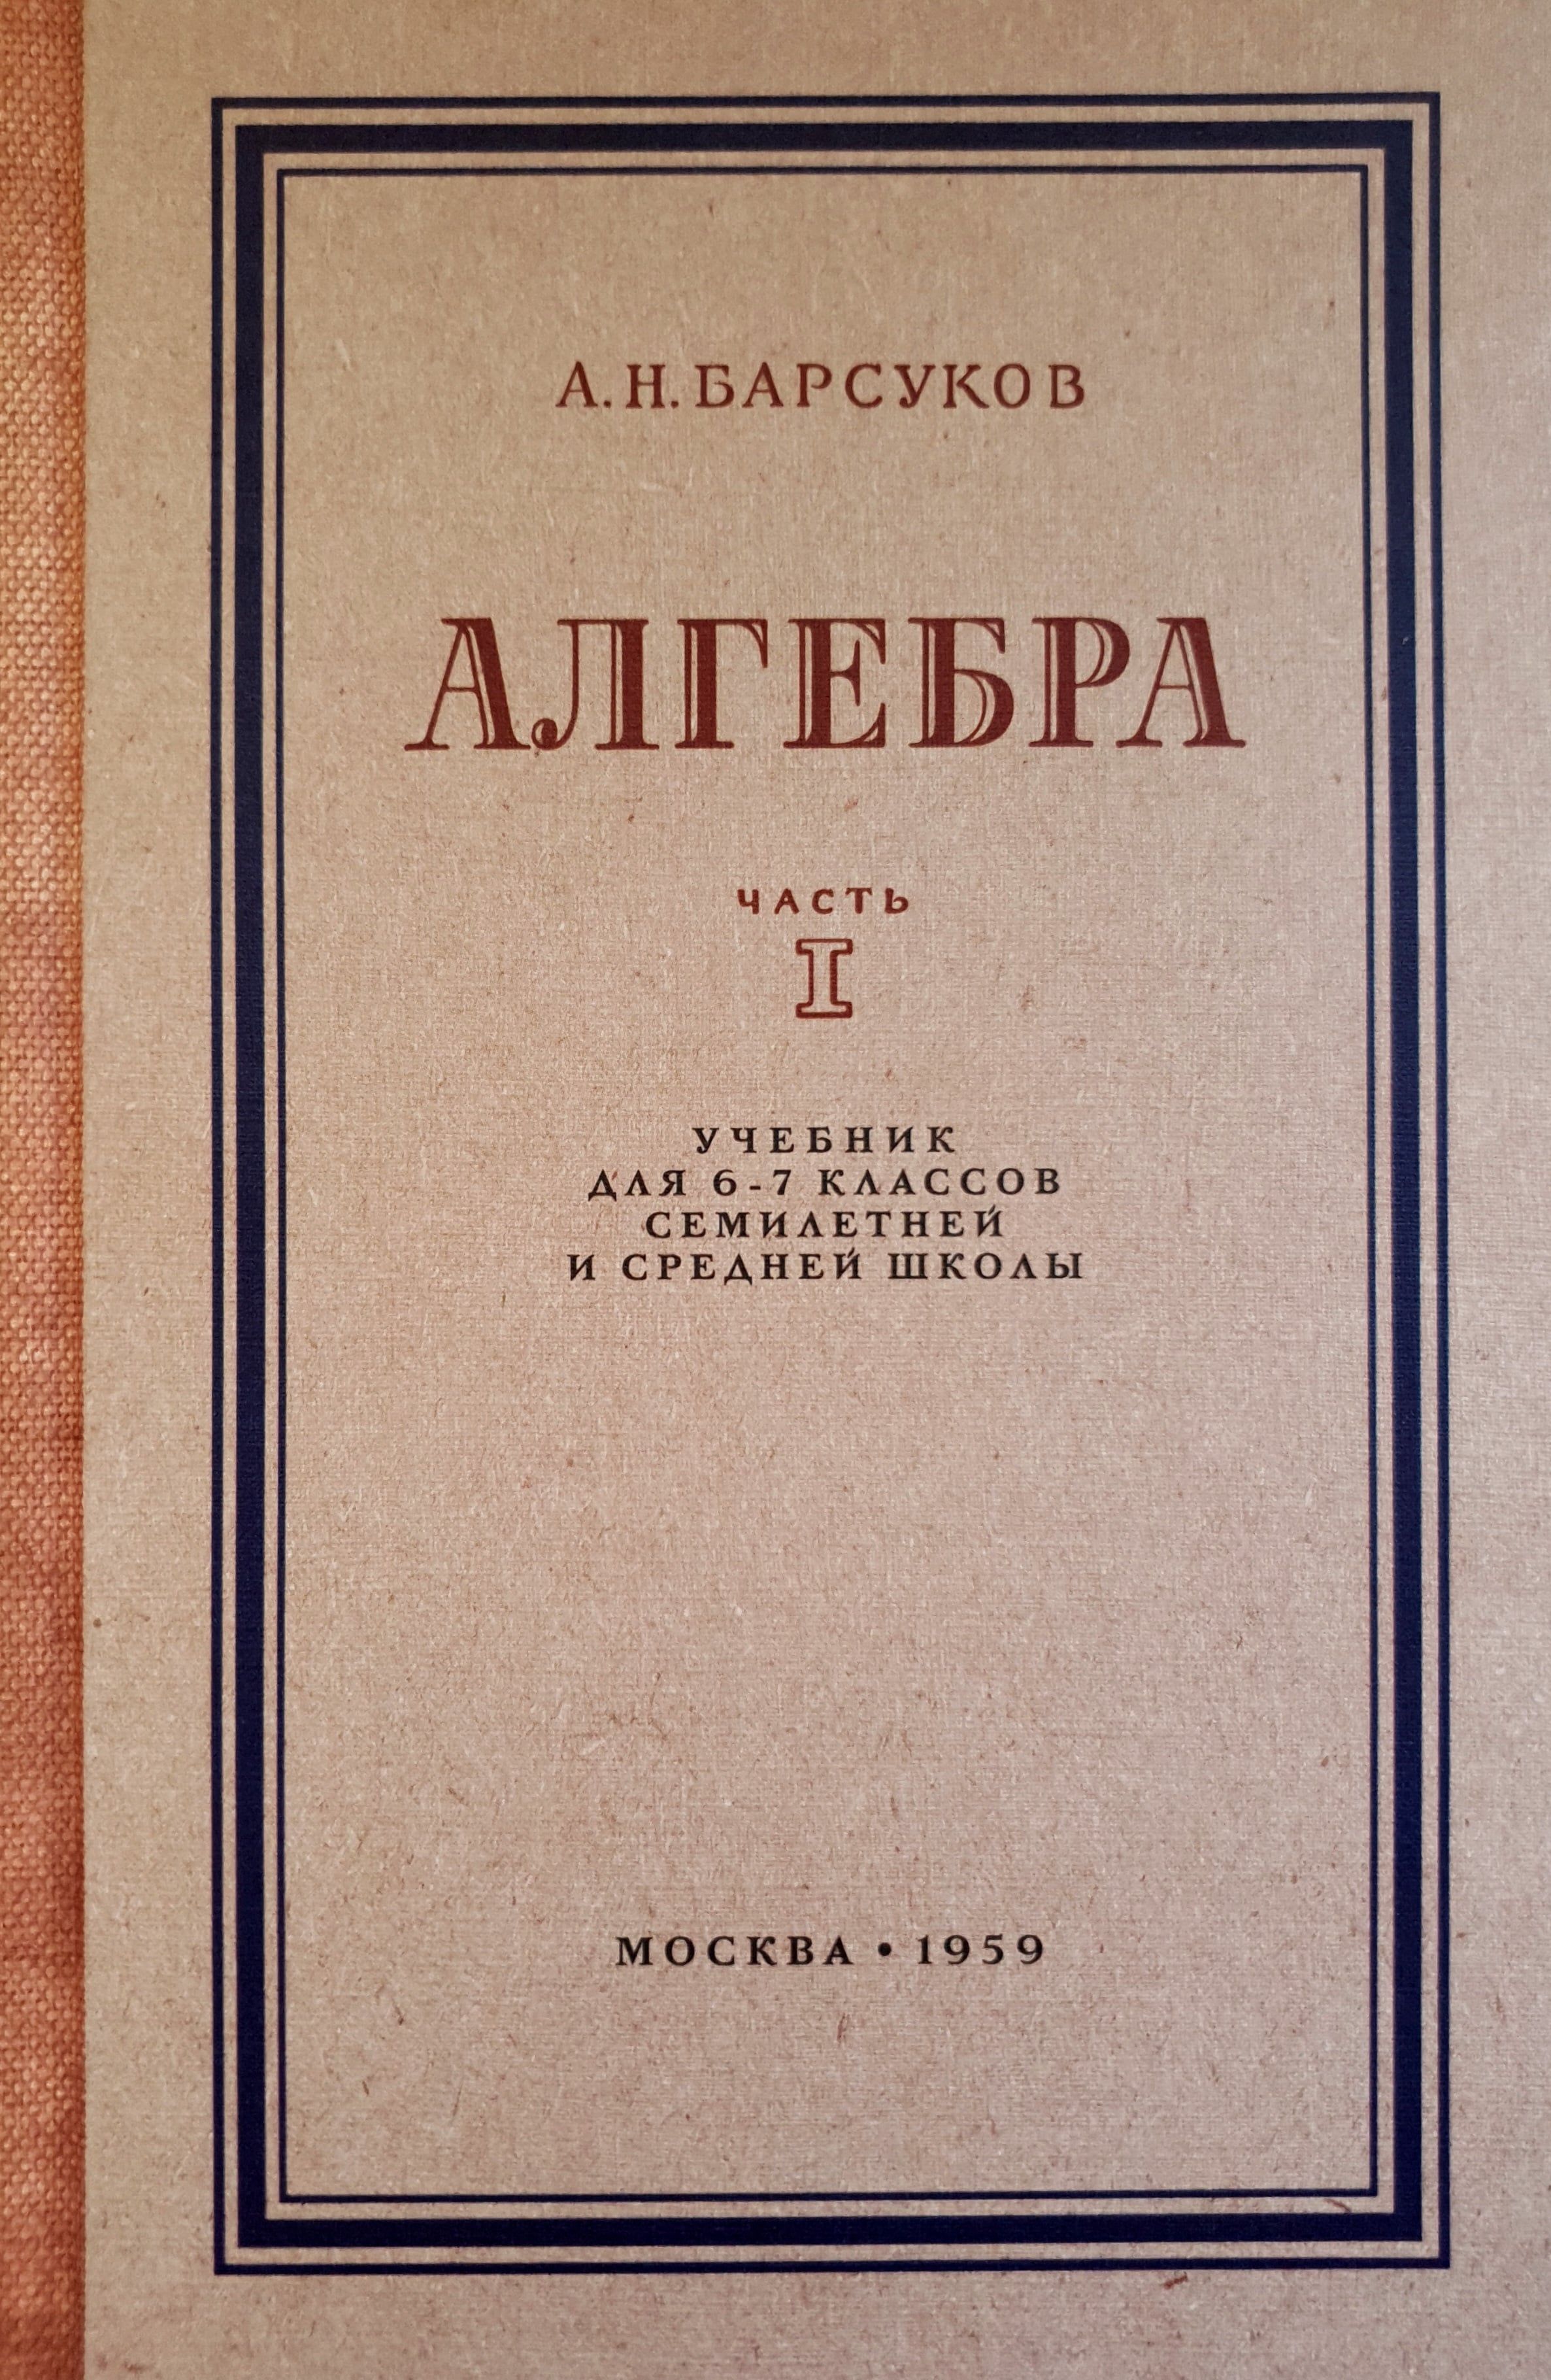 А.Н.БАРСУКОВ
АЛГЕБРА
ЧАСТЬ
I
УЧЕБНИК
ДЛЯ 6-7 КЛАССОВ
СЕМИЛЕТНЕЙ
И СРЕДНЕЙ ШКОЛЫ
МОСКВА • 1959